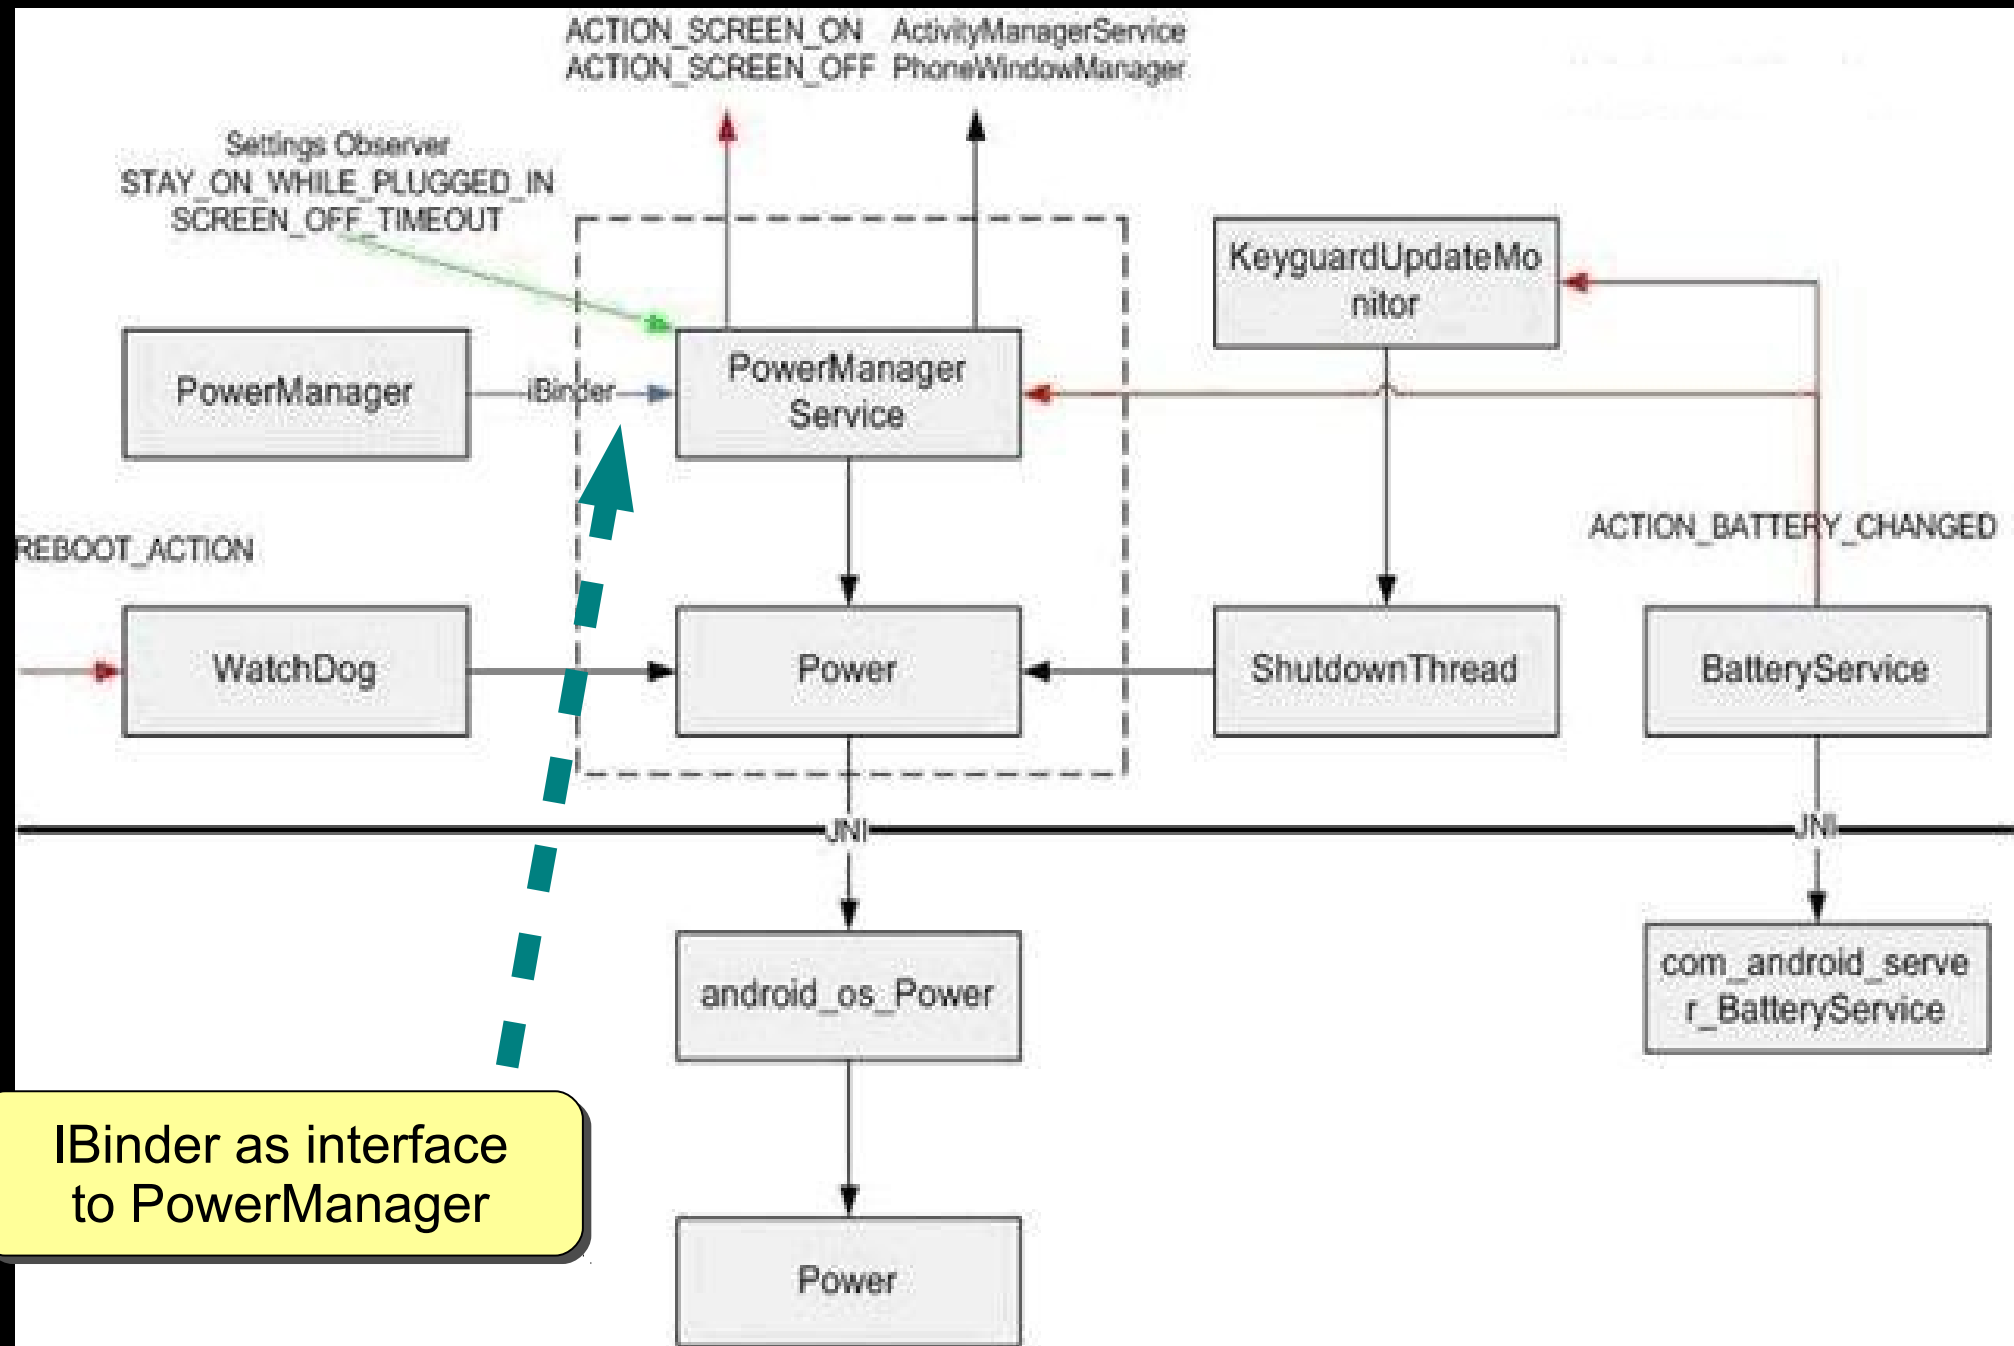 ACTION_SCREEN_ON ActivityManagerService
ACTION_SCREEN_OFF PhoneWindowManager
Settings Observer
STAY_ON_WHILE_PLUGGED_IN
SCREEN_OFF_TIMEOUT
KeyguardUpdateMo
nitor
PowerManager
iBinder
PowerManager
Service
REBOOT_ACTION
ACTION_BATTERY_CHANGED
WatchDog
Power
ShutdownThread
BatteryService
JNI
JNI
android_os_Power
com_android_serve
r_BatteryService
IBinder as interface
to PowerManager
Power